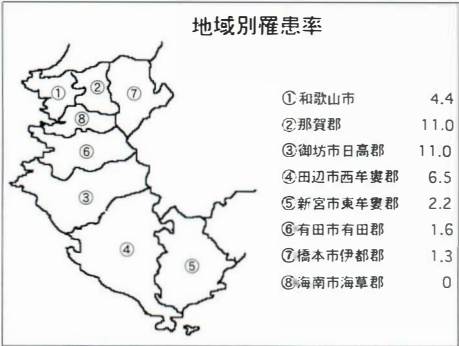 地域別罹患率
①和歌山市 4.4
②那賀郡 11.0
③御坊市日高郡 11.0
④田辺市西牟婁郡 6.5
⑤新宮市東牟婁郡 2.2
⑥有田市有田郡 1.6
⑦橋本市伊都郡 1.3
⑧海南市海草郡 0
①
②
⑦
⑧
⑥
③
④
⑤